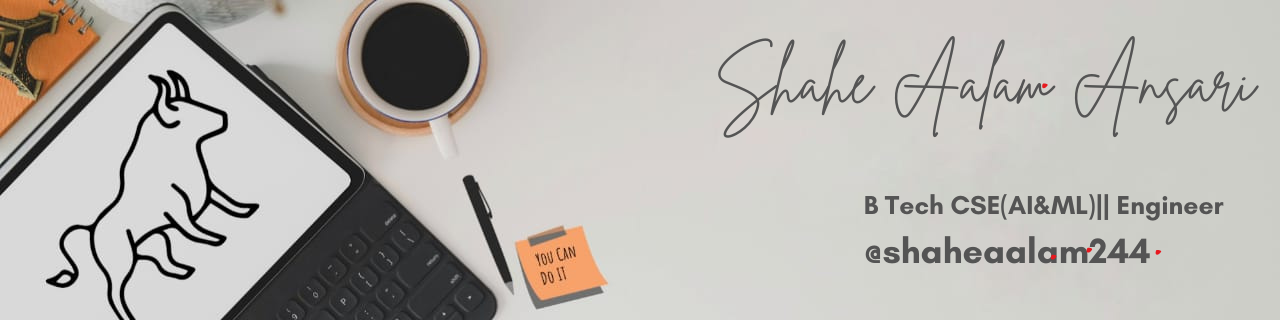 Shahe Aalam Ansari
B Tech CSE(AI&ML)|| Engineer
@shaheaalam244
YOU CAN
DO IT